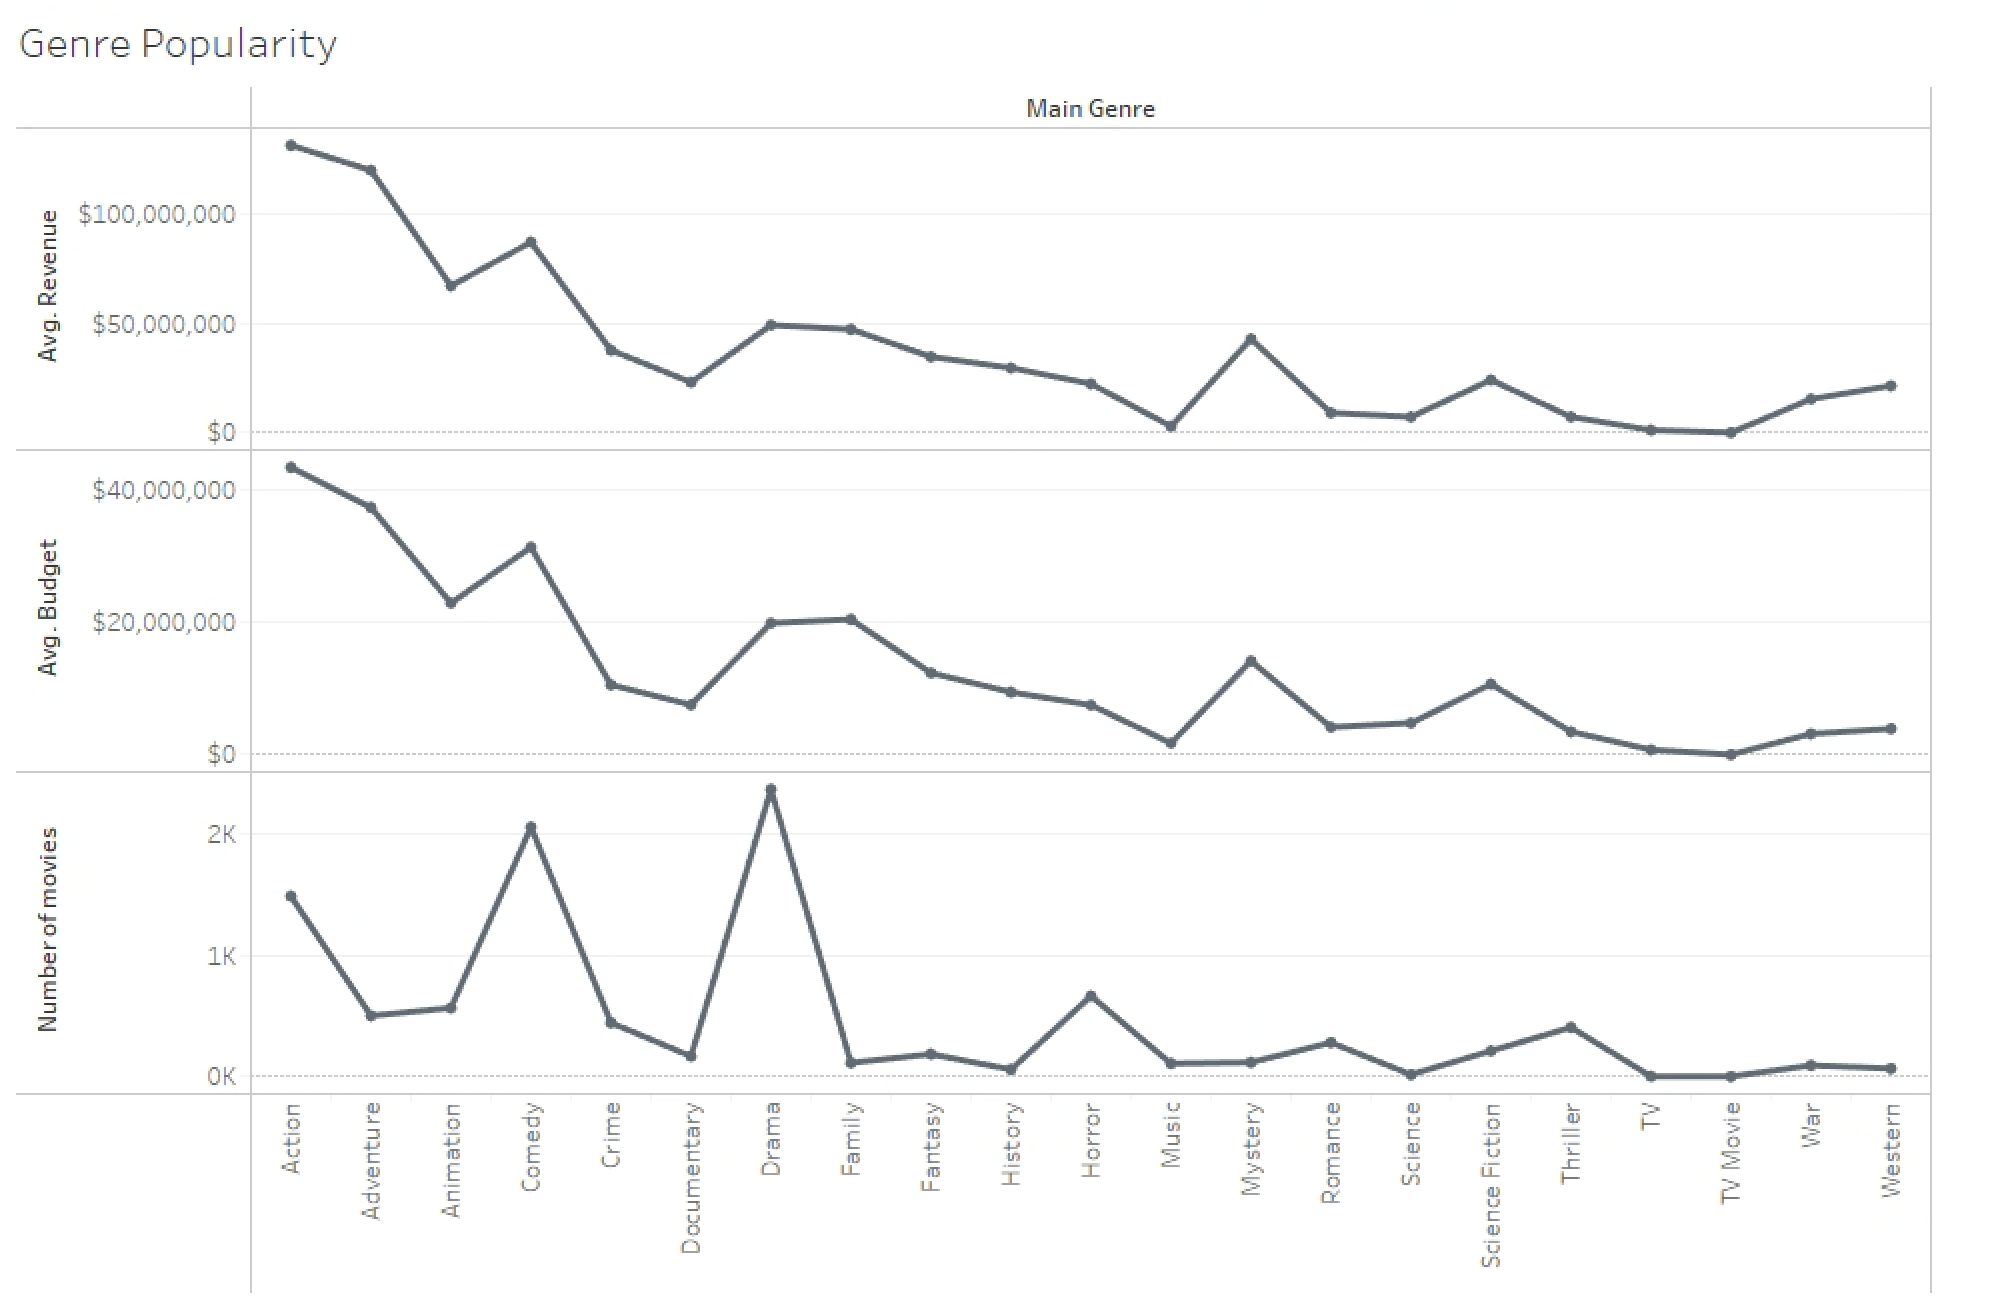 Genre Popularity
Main Genre
Avg. Revenue
$100,000,000
$50,000,000
$0
Avg. Budget
$40,000,000
$20,000,000
$0
Number of movies
2K
1K
0K
Action
Adventure
Animation
Comedy
Crime
Documentary
Drama
Family
Fantasy
History
Horror
Music
Mystery
Romance
Science
Science Fiction
Thriller
TV
TV Movie
War
Western